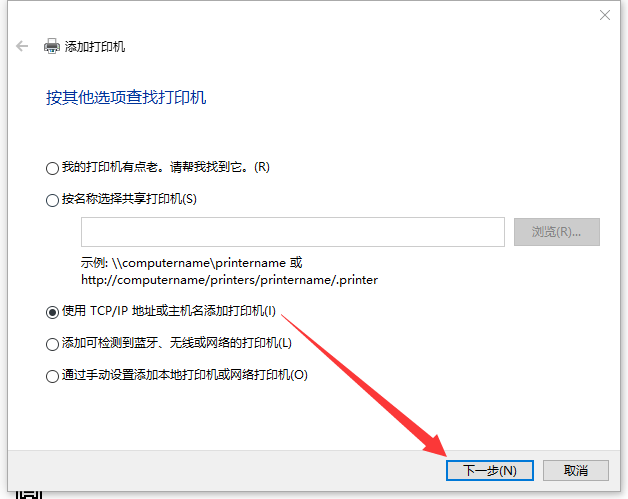 添加打印机
按其他选项查找打印机
我的打印机有点老。请帮我找到它。(R)
按名称选择共享打印机(S)
浏览(R)...
示例: \\computername\printername 或
http://computername/printers/printername/.printer
使用 TCP/IP 地址或主机名添加打印机(I)
添加可检测到蓝牙、无线或网络的打印机(L)
通过手动设置添加本地打印机或网络打印机(O)
下一步(N)
取消